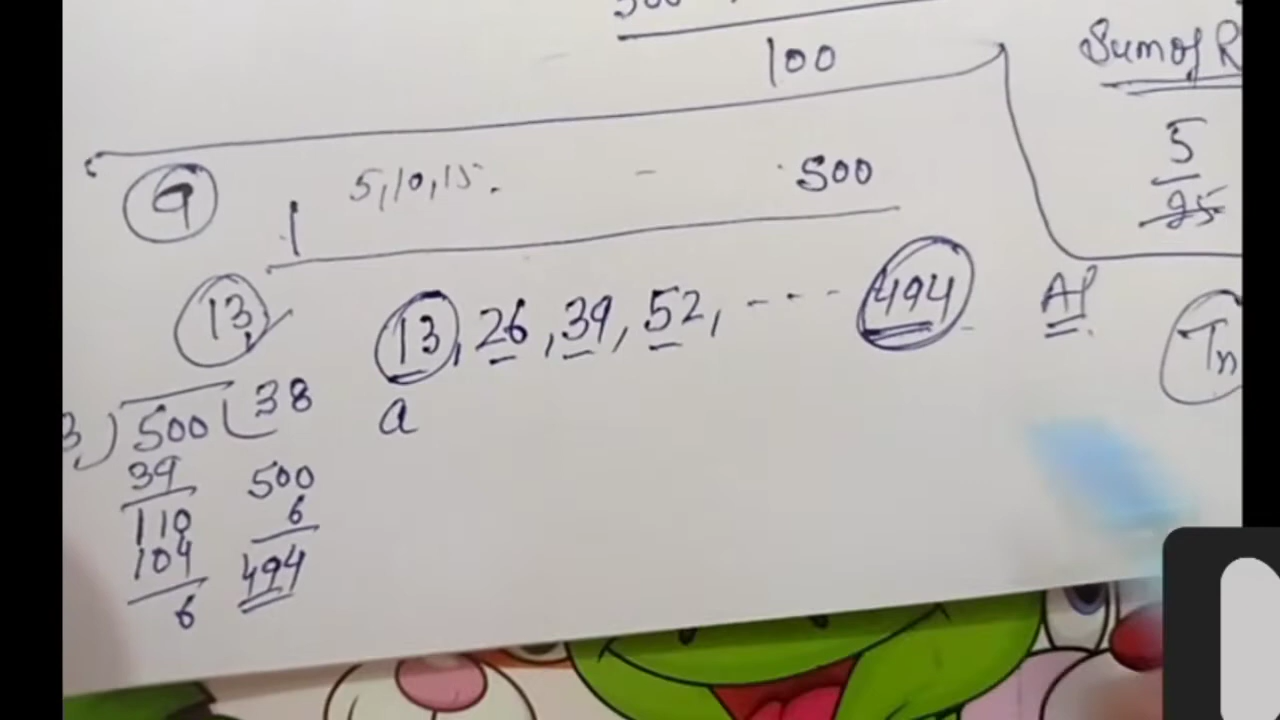 100
Sum of R
9 5, 10, 15. - 500
5
25
13 13, 26, 39, 52, ---- 494 AP Tn
3) 500 ( 38 a
39 500
110 6
104 494
6